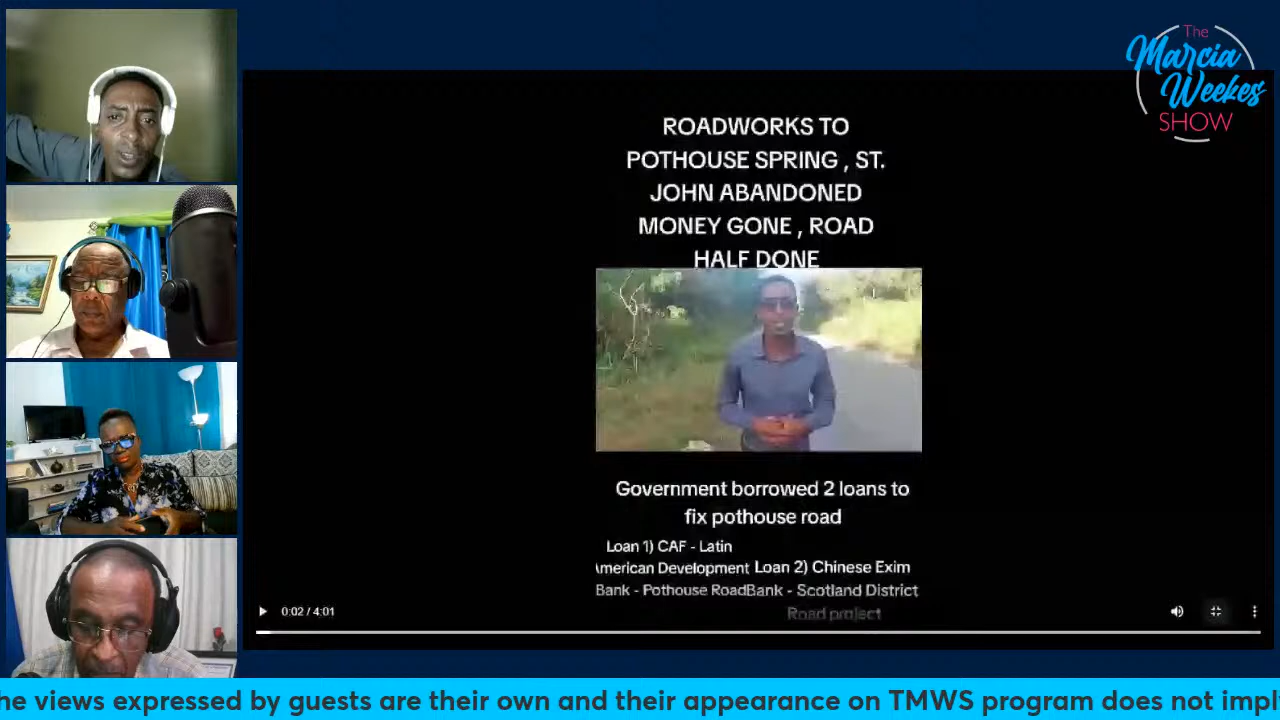 The
Marcia
Weekes
SHOW
ROADWORKS TO
POTHOUSE SPRING , ST.
JOHN ABANDONED
MONEY GONE , ROAD
HALF DONE
Government borrowed 2 loans to
fix pothouse road
Loan 1) CAF - Latin
American Development
Bank - Pothouse Road
Loan 2) Chinese Exim
Bank - Scotland District
Road project
0:02 / 4:01
he views expressed by guests are their own and their appearance on TMWS program does not impl